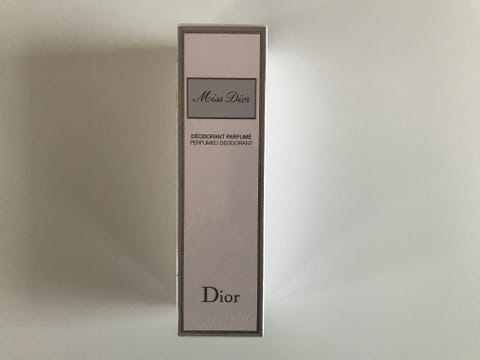 Miss Dior
DÉODORANT PARFUMÉ
PERFUMED DEODORANT
Dior